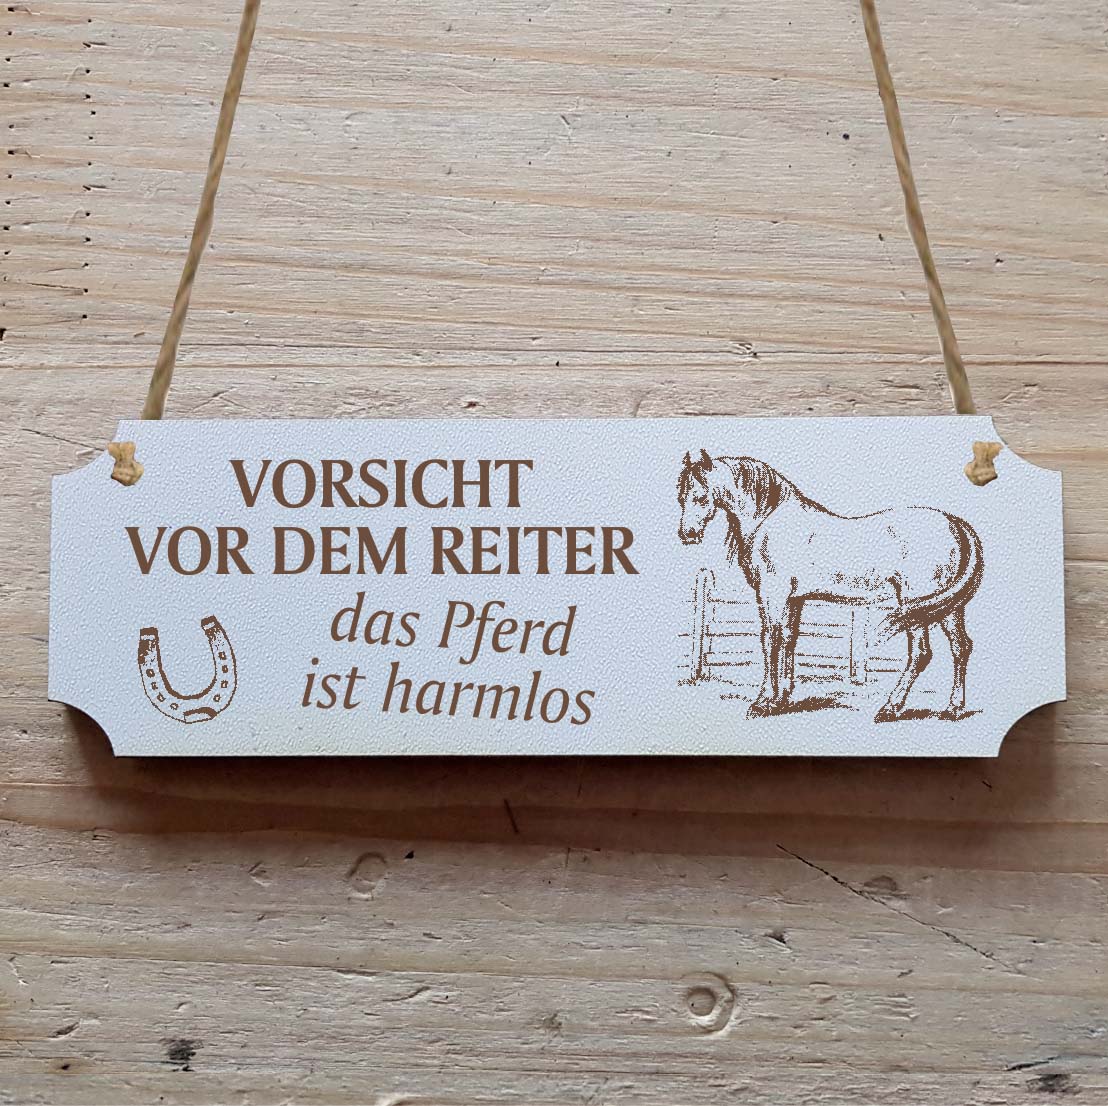 VORSICHT
VOR DEM REITER
das Pferd
ist harmlos